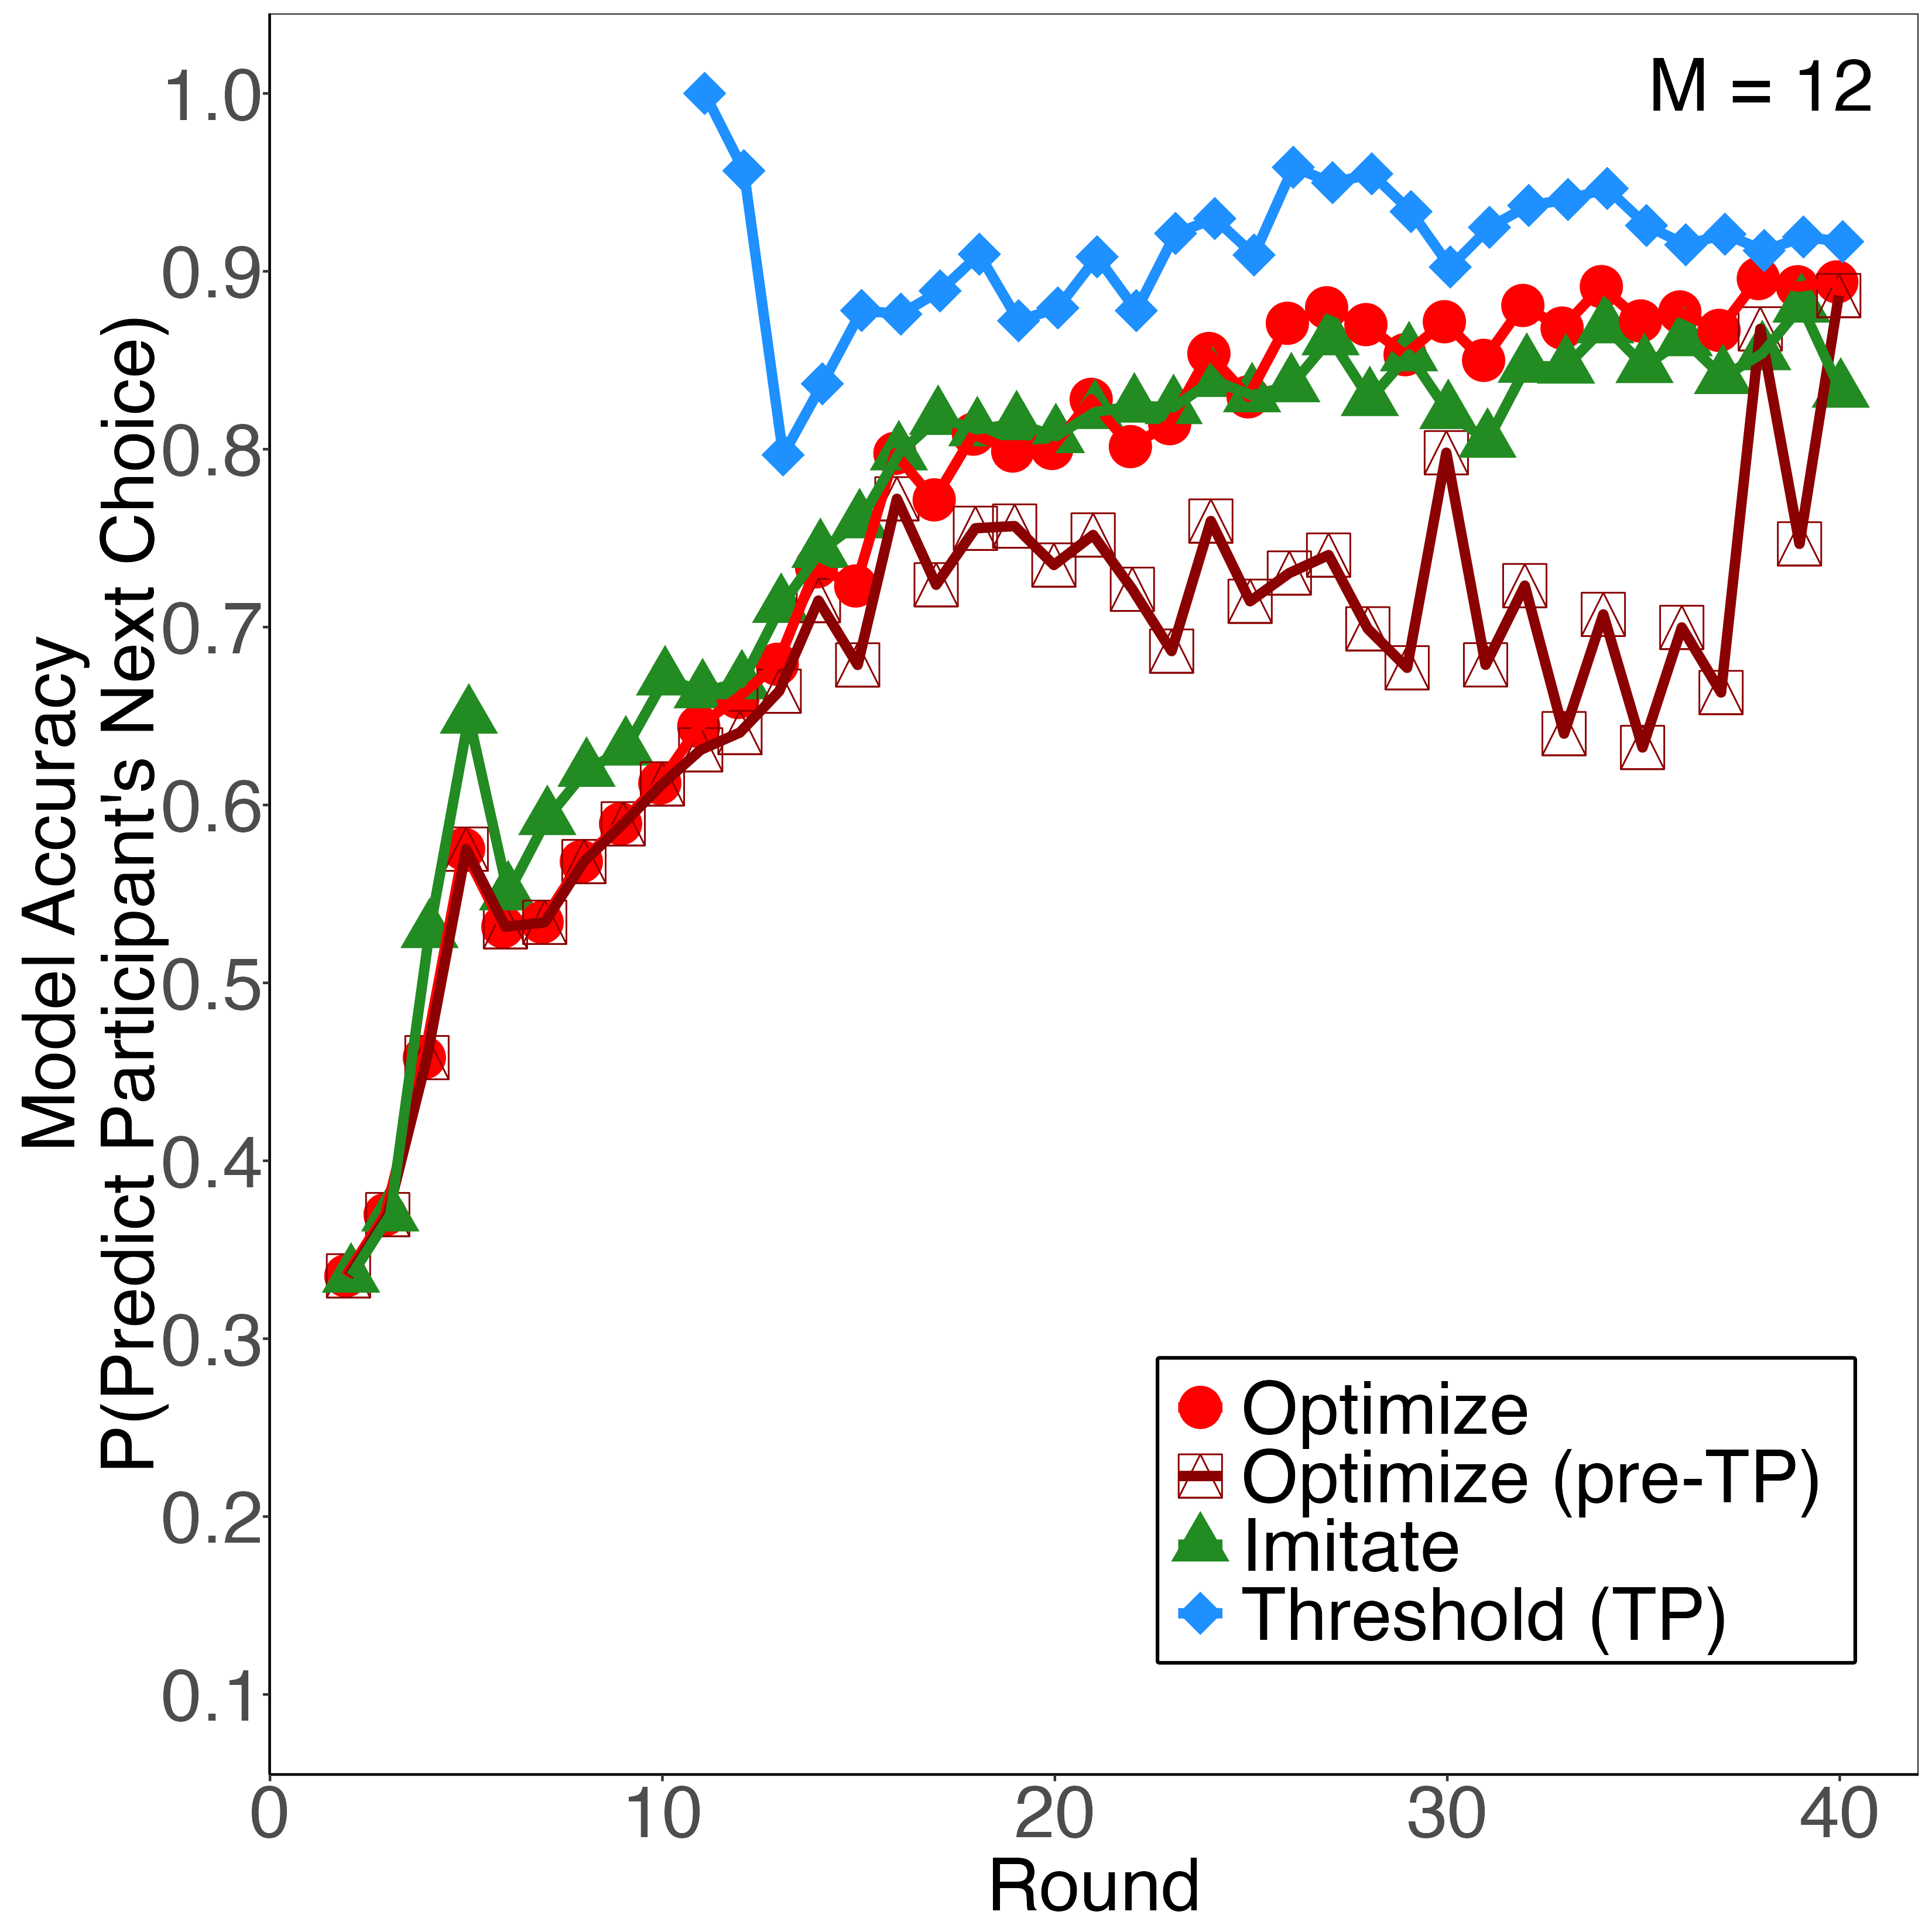 M = 12
Model Accuracy
P(Predict Participant's Next Choice)
1.0
0.9
0.8
0.7
0.6
0.5
0.4
0.3
0.2
0.1
Optimize
Optimize (pre-TP)
Imitate
Threshold (TP)
0 10 20 30 40
Round